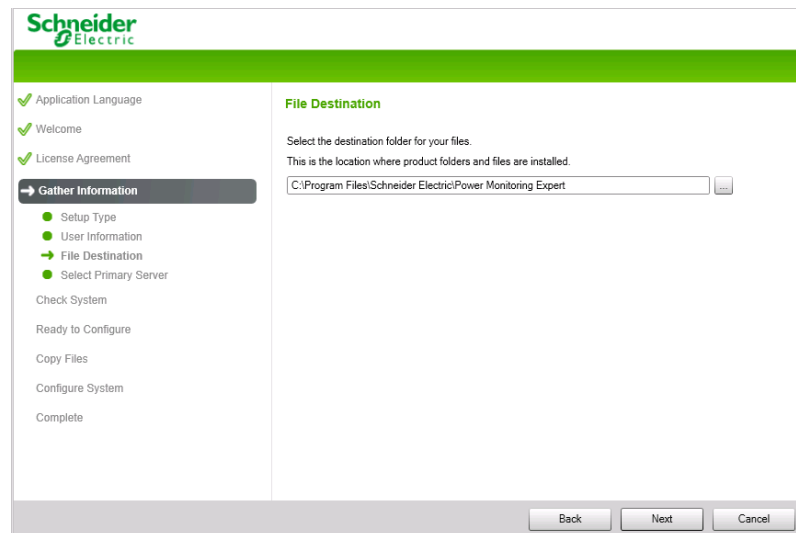 Schneider
Electric
Application Language
Welcome
License Agreement
Gather Information
Setup Type
User Information
File Destination
Select Primary Server
Check System
Ready to Configure
Copy Files
Configure System
Complete
File Destination
Select the destination folder for your files.
This is the location where product folders and files are installed.
C:\Program Files\Schneider Electric\Power Monitoring Expert
...
Back
Next
Cancel